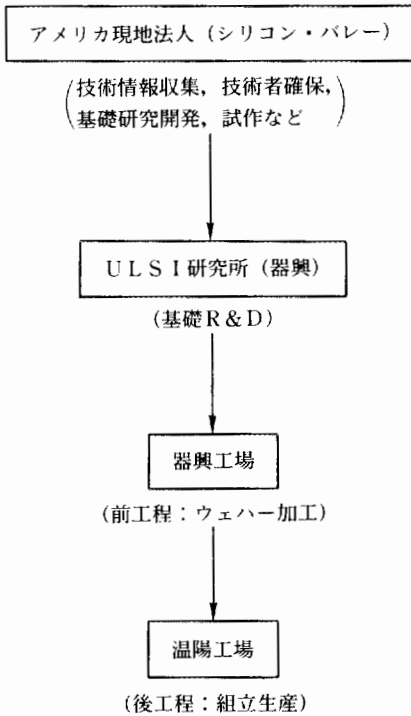 アメリカ現地法人（シリコン・バレー）
（技術情報収集，技術者確保，
基礎研究開発，試作など）
ＵＬＳＩ研究所（器興）
（基礎Ｒ＆Ｄ）
器興工場
（前工程：ウェハー加工）
温陽工場
（後工程：組立生産）